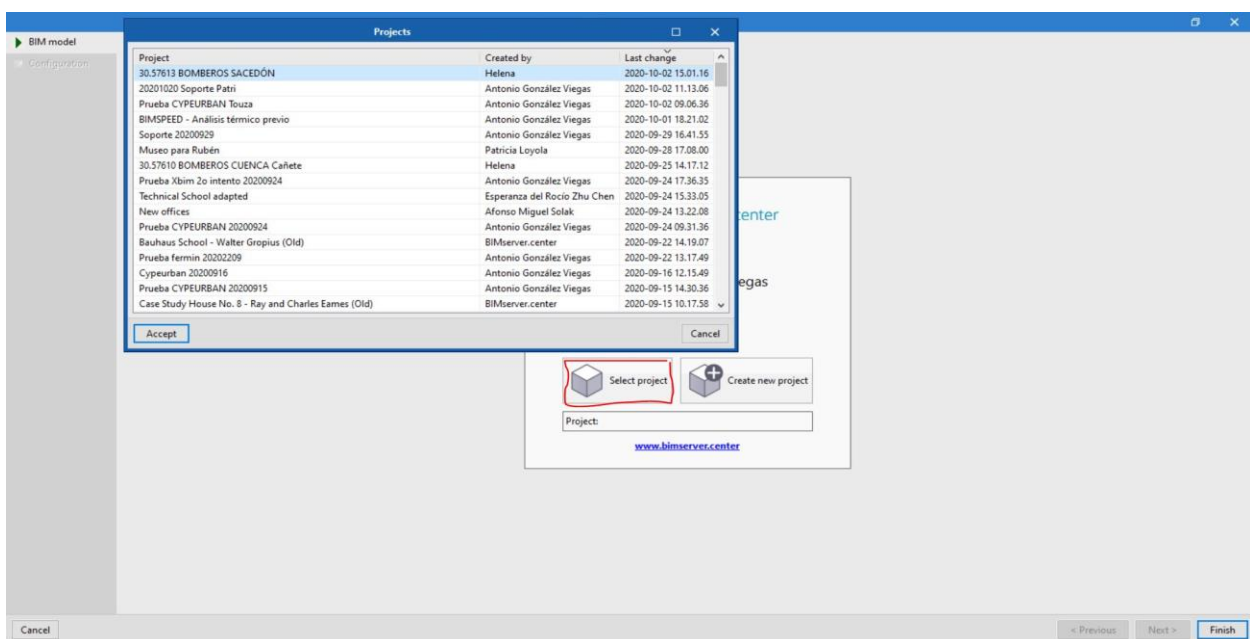 Projects
BIM model
Configuration
Project Created by Last change
30.57613 BOMBEROS SACEDÓN Helena 2020-10-02 15.01.16
20201020 Soporte Patri Antonio González Viegas 2020-10-02 11.13.06
Prueba CYPEURBAN Touza Antonio González Viegas 2020-10-02 09.06.36
BIMSPEED - Análisis térmico previo Antonio González Viegas 2020-10-01 18.21.02
Soporte 20200929 Antonio González Viegas 2020-09-29 16.41.55
Museo para Rubén Patricia Loyola 2020-09-28 17.08.00
30.57610 BOMBEROS CUENCA Cañete Helena 2020-09-25 14.17.12
Prueba Xbim 2o intento 20200924 Antonio González Viegas 2020-09-24 17.36.35
Technical School adapted Esperanza del Rocío Zhu Chen 2020-09-24 15.33.05
New offices Afonso Miguel Solak 2020-09-24 13.22.08
Prueba CYPEURBAN 20200924 Antonio González Viegas 2020-09-24 09.31.36
Bauhaus School - Walter Gropius (Old) BIMserver.center 2020-09-22 14.19.07
Prueba fermin 20202209 Antonio González Viegas 2020-09-22 13.17.49
Cypeurban 20200916 Antonio González Viegas 2020-09-16 12.15.49
Prueba CYPEURBAN 20200915 Antonio González Viegas 2020-09-15 14.30.36
Case Study House No. 8 - Ray and Charles Eames (Old) BIMserver.center 2020-09-15 10.17.58
Accept Cancel
center
egas
Select project Create new project
Project:
www.bimserver.center
Cancel < Previous Next > Finish